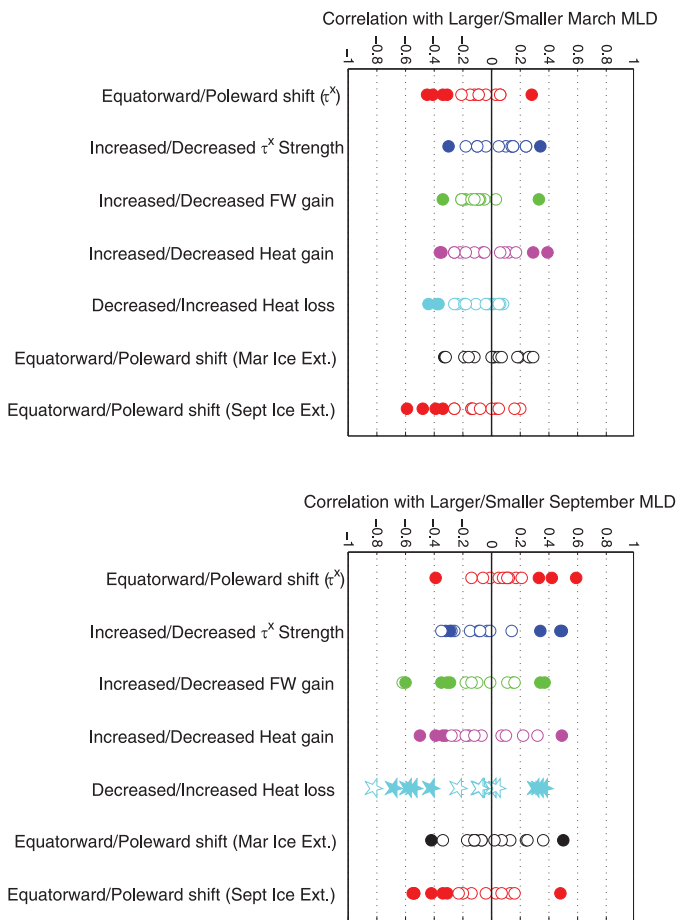 Correlation with Larger/Smaller March MLD
−1 −0.8 −0.6 −0.4 −0.2 0 0.2 0.4 0.6 0.8 1
Equatorward/Poleward shift (τˣ)
Increased/Decreased τˣ Strength
Increased/Decreased FW gain
Increased/Decreased Heat gain
Decreased/Increased Heat loss
Equatorward/Poleward shift (Mar Ice Ext.)
Equatorward/Poleward shift (Sept Ice Ext.)
Correlation with Larger/Smaller September MLD
−1 −0.8 −0.6 −0.4 −0.2 0 0.2 0.4 0.6 0.8 1
Equatorward/Poleward shift (τˣ)
Increased/Decreased τˣ Strength
Increased/Decreased FW gain
Increased/Decreased Heat gain
Decreased/Increased Heat loss
Equatorward/Poleward shift (Mar Ice Ext.)
Equatorward/Poleward shift (Sept Ice Ext.)